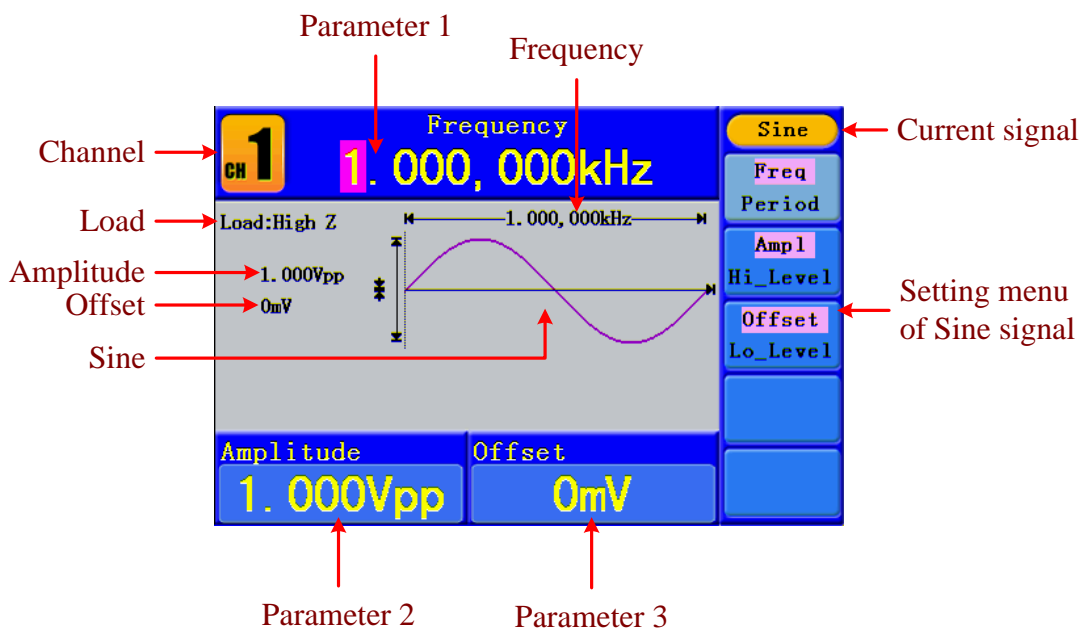 Parameter 1
Frequency
Channel
CH 1
Frequency
1.000,000kHz
Sine
Current signal
Freq
Period
Load
Load:High Z
1.000,000kHz
Amplitude
1.000Vpp
Ampl
Hi_Level
Offset
0mV
Setting menu
of Sine signal
Offset
Lo_Level
Sine
Amplitude
Offset
1.000Vpp
0mV
Parameter 2
Parameter 3